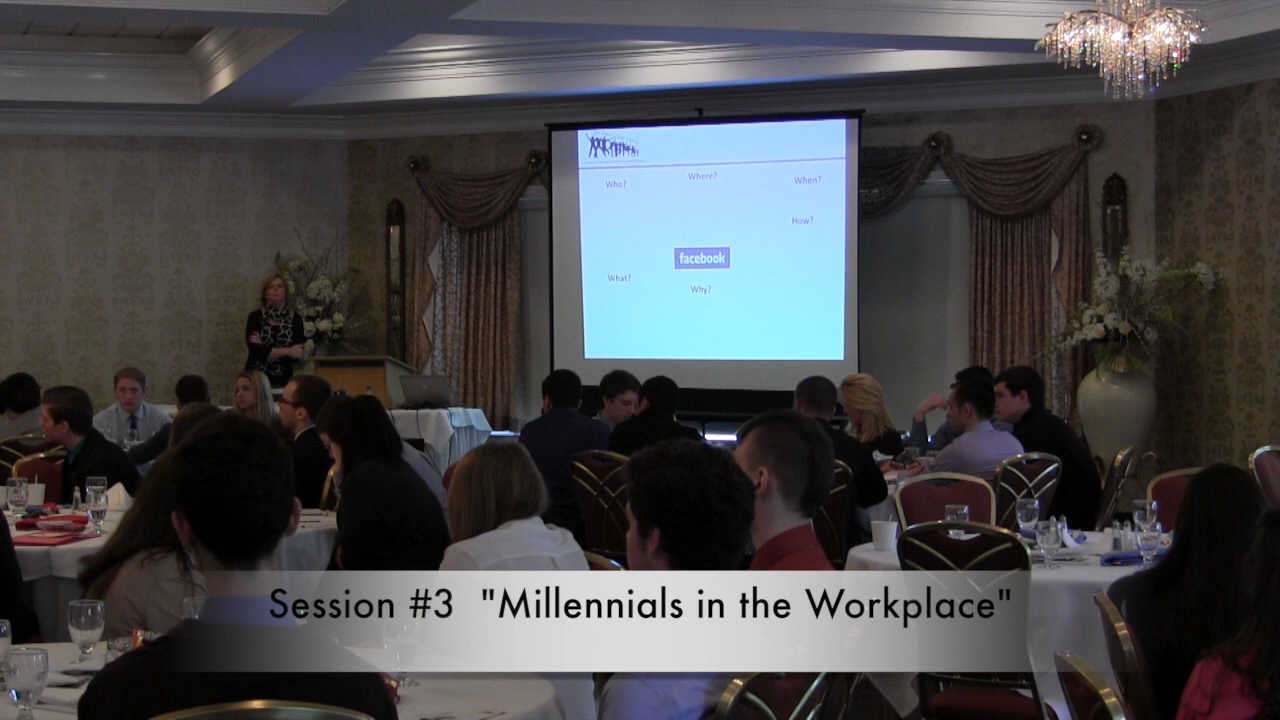 Where?
Who?
When?
How?
facebook
What?
Why?
Session #3 "Millennials in the Workplace"